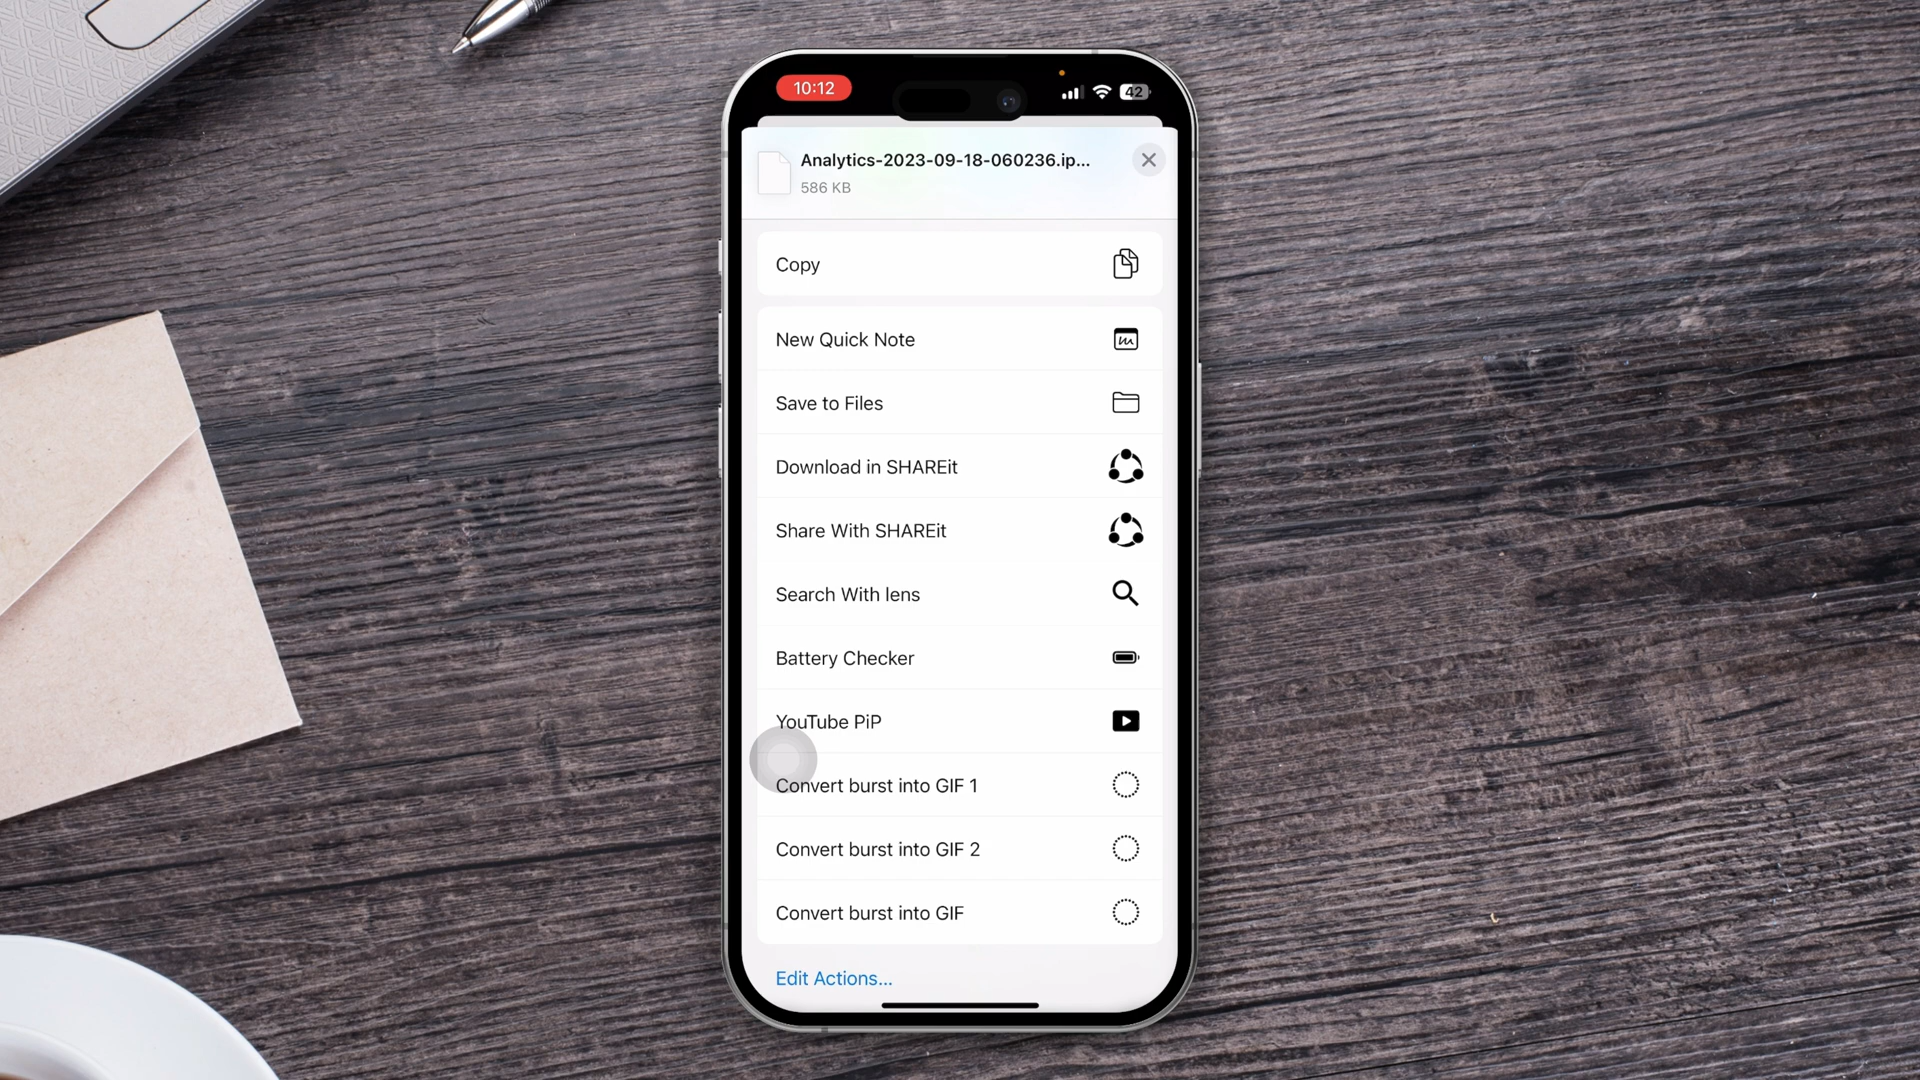 10:12
42
Analytics-2023-09-18-060236.ip...
586 KB
Copy
New Quick Note
Save to Files
Download in SHAREit
Share With SHAREit
Search With lens
Battery Checker
YouTube PiP
Convert burst into GIF 1
Convert burst into GIF 2
Convert burst into GIF
Edit Actions...